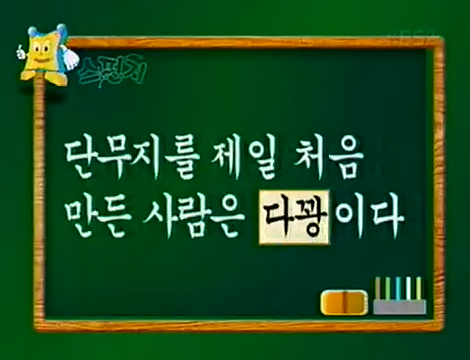 스펀지
단무지를 제일 처음
만든 사람은 다꽝이다